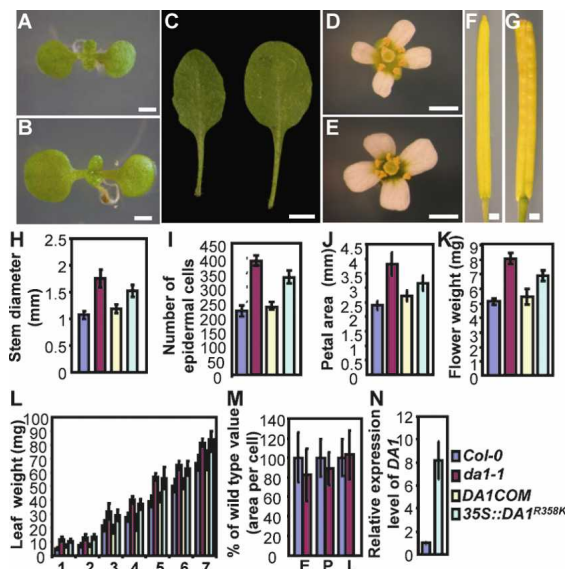 A
C
D
F
G
B
E
H
Stem diameter (mm)
2.5
2
1.5
1
0.5
0
I
Number of epidermal cells
450
400
350
300
250
200
150
100
50
0
J
Petal area (mm)
4.5
4
3.5
3
2.5
2
1.5
1
0.5
0
K
Flower weight (mg)
9
8
7
6
5
4
3
2
1
0
L
Leaf weight (mg)
100
90
80
70
60
50
40
30
20
10
0
1 2 3 4 5 6 7
M
% of wild type value (area per cell)
140
120
100
80
60
40
20
0
E P L
N
Relative expression level of DA1
12
10
8
6
4
2
0
Col-0
da1-1
DA1COM
35S::DA1R358K